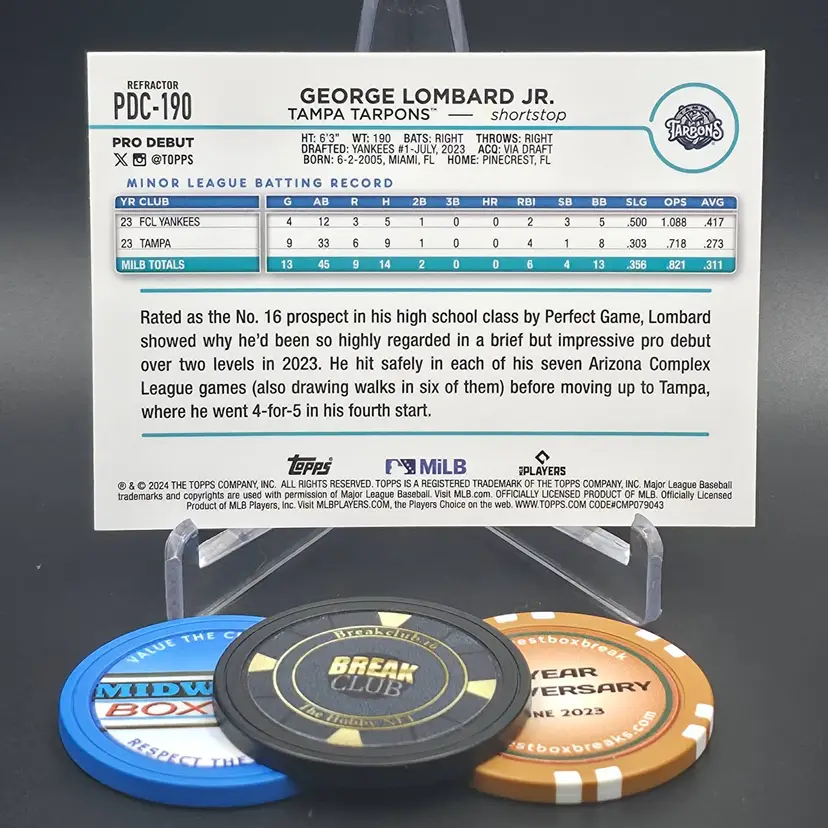 REFRACTOR
PDC-190
GEORGE LOMBARD JR.
TAMPA TARPONS™ — shortstop
TARPONS
PRO DEBUT
@TOPPS
HT: 6'3" WT: 190 BATS: RIGHT THROWS: RIGHT
DRAFTED: YANKEES #1-JULY, 2023 ACQ: VIA DRAFT
BORN: 6-2-2005, MIAMI, FL HOME: PINECREST, FL
MINOR LEAGUE BATTING RECORD
YR CLUB G AB R H 2B 3B HR RBI SB BB SLG OPS AVG
23 FCL YANKEES 4 12 3 5 1 0 0 2 3 5 .500 1.088 .417
23 TAMPA 9 33 6 9 1 0 0 4 1 8 .303 .718 .273
MILB TOTALS 13 45 9 14 2 0 0 6 4 13 .356 .821 .311
Rated as the No. 16 prospect in his high school class by Perfect Game, Lombard
showed why he'd been so highly regarded in a brief but impressive pro debut
over two levels in 2023. He hit safely in each of his seven Arizona Complex
League games (also drawing walks in six of them) before moving up to Tampa,
where he went 4-for-5 in his fourth start.
Topps MiLB PLAYERS
® & © 2024 THE TOPPS COMPANY, INC. ALL RIGHTS RESERVED. TOPPS IS A REGISTERED TRADEMARK OF THE TOPPS COMPANY, INC. Major League Baseball
trademarks and copyrights are used with permission of Major League Baseball. Visit MLB.com. OFFICIALLY LICENSED PRODUCT OF MLB. Officially Licensed
Product of MLB Players, Inc. Visit MLBPLAYERS.COM, the Players Choice on the web. WWW.TOPPS.COM CODE#CMP079043
VALUE THE
MIDW
BOX
RESPECT THE
Breakclub.io
BREAK
CLUB
The Hobby NFT
estboxbreak
YEAR
VERSARY
NE 2023
estboxbreaks.com